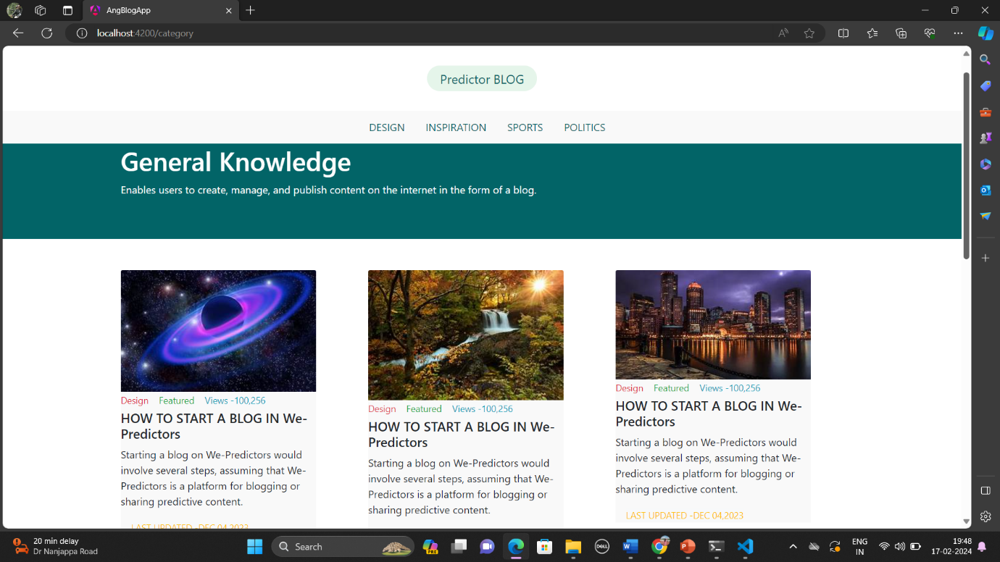 AngBlogApp
localhost:4200/category
Predictor BLOG
DESIGN INSPIRATION SPORTS POLITICS
General Knowledge
Enables users to create, manage, and publish content on the internet in the form of a blog.
Design Featured Views -100,256
HOW TO START A BLOG IN We-
Predictors
Starting a blog on We-Predictors would
involve several steps, assuming that We-
Predictors is a platform for blogging or
sharing predictive content.
LAST UPDATED -DEC 04,2023
Design Featured Views -100,256
HOW TO START A BLOG IN We-
Predictors
Starting a blog on We-Predictors would
involve several steps, assuming that We-
Predictors is a platform for blogging or
sharing predictive content.
Design Featured Views -100,256
HOW TO START A BLOG IN We-
Predictors
Starting a blog on We-Predictors would
involve several steps, assuming that We-
Predictors is a platform for blogging or
sharing predictive content.
LAST UPDATED -DEC 04,2023
20 min delay
Dr Nanjappa Road
Search
PRE
DELL
ENG
IN
19:48
17-02-2024